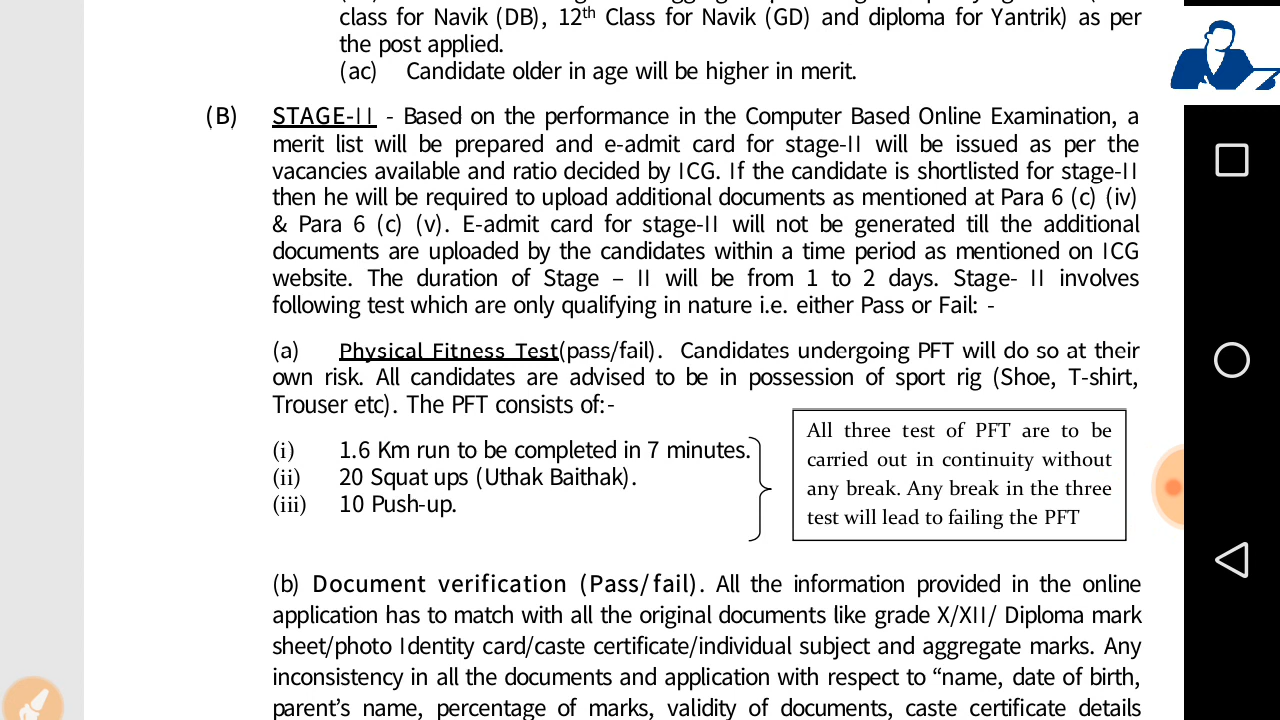 class for Navik (DB), 12th Class for Navik (GD) and diploma for Yantrik) as per
the post applied.
(ac) Candidate older in age will be higher in merit.
(B) STAGE-II - Based on the performance in the Computer Based Online Examination, a
merit list will be prepared and e-admit card for stage-II will be issued as per the
vacancies available and ratio decided by ICG. If the candidate is shortlisted for stage-II
then he will be required to upload additional documents as mentioned at Para 6 (c) (iv)
& Para 6 (c) (v). E-admit card for stage-II will not be generated till the additional
documents are uploaded by the candidates within a time period as mentioned on ICG
website. The duration of Stage – II will be from 1 to 2 days. Stage- II involves
following test which are only qualifying in nature i.e. either Pass or Fail: -
(a) Physical Fitness Test(pass/fail). Candidates undergoing PFT will do so at their
own risk. All candidates are advised to be in possession of sport rig (Shoe, T-shirt,
Trouser etc). The PFT consists of:-
(i) 1.6 Km run to be completed in 7 minutes.
(ii) 20 Squat ups (Uthak Baithak).
(iii) 10 Push-up.
All three test of PFT are to be
carried out in continuity without
any break. Any break in the three
test will lead to failing the PFT
(b) Document verification (Pass/fail). All the information provided in the online
application has to match with all the original documents like grade X/XII/ Diploma mark
sheet/photo Identity card/caste certificate/individual subject and aggregate marks. Any
inconsistency in all the documents and application with respect to “name, date of birth,
parent’s name, percentage of marks, validity of documents, caste certificate details